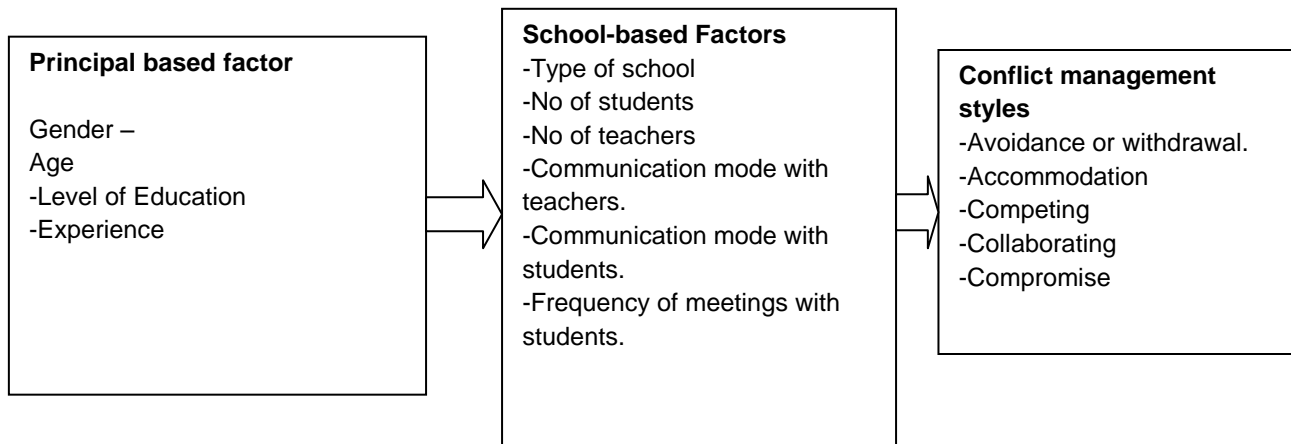 Principal based factor
Gender –
Age
-Level of Education
-Experience
School-based Factors
-Type of school
-No of students
-No of teachers
-Communication mode with
teachers.
-Communication mode with
students.
-Frequency of meetings with
students.
Conflict management
styles
-Avoidance or withdrawal.
-Accommodation
-Competing
-Collaborating
-Compromise